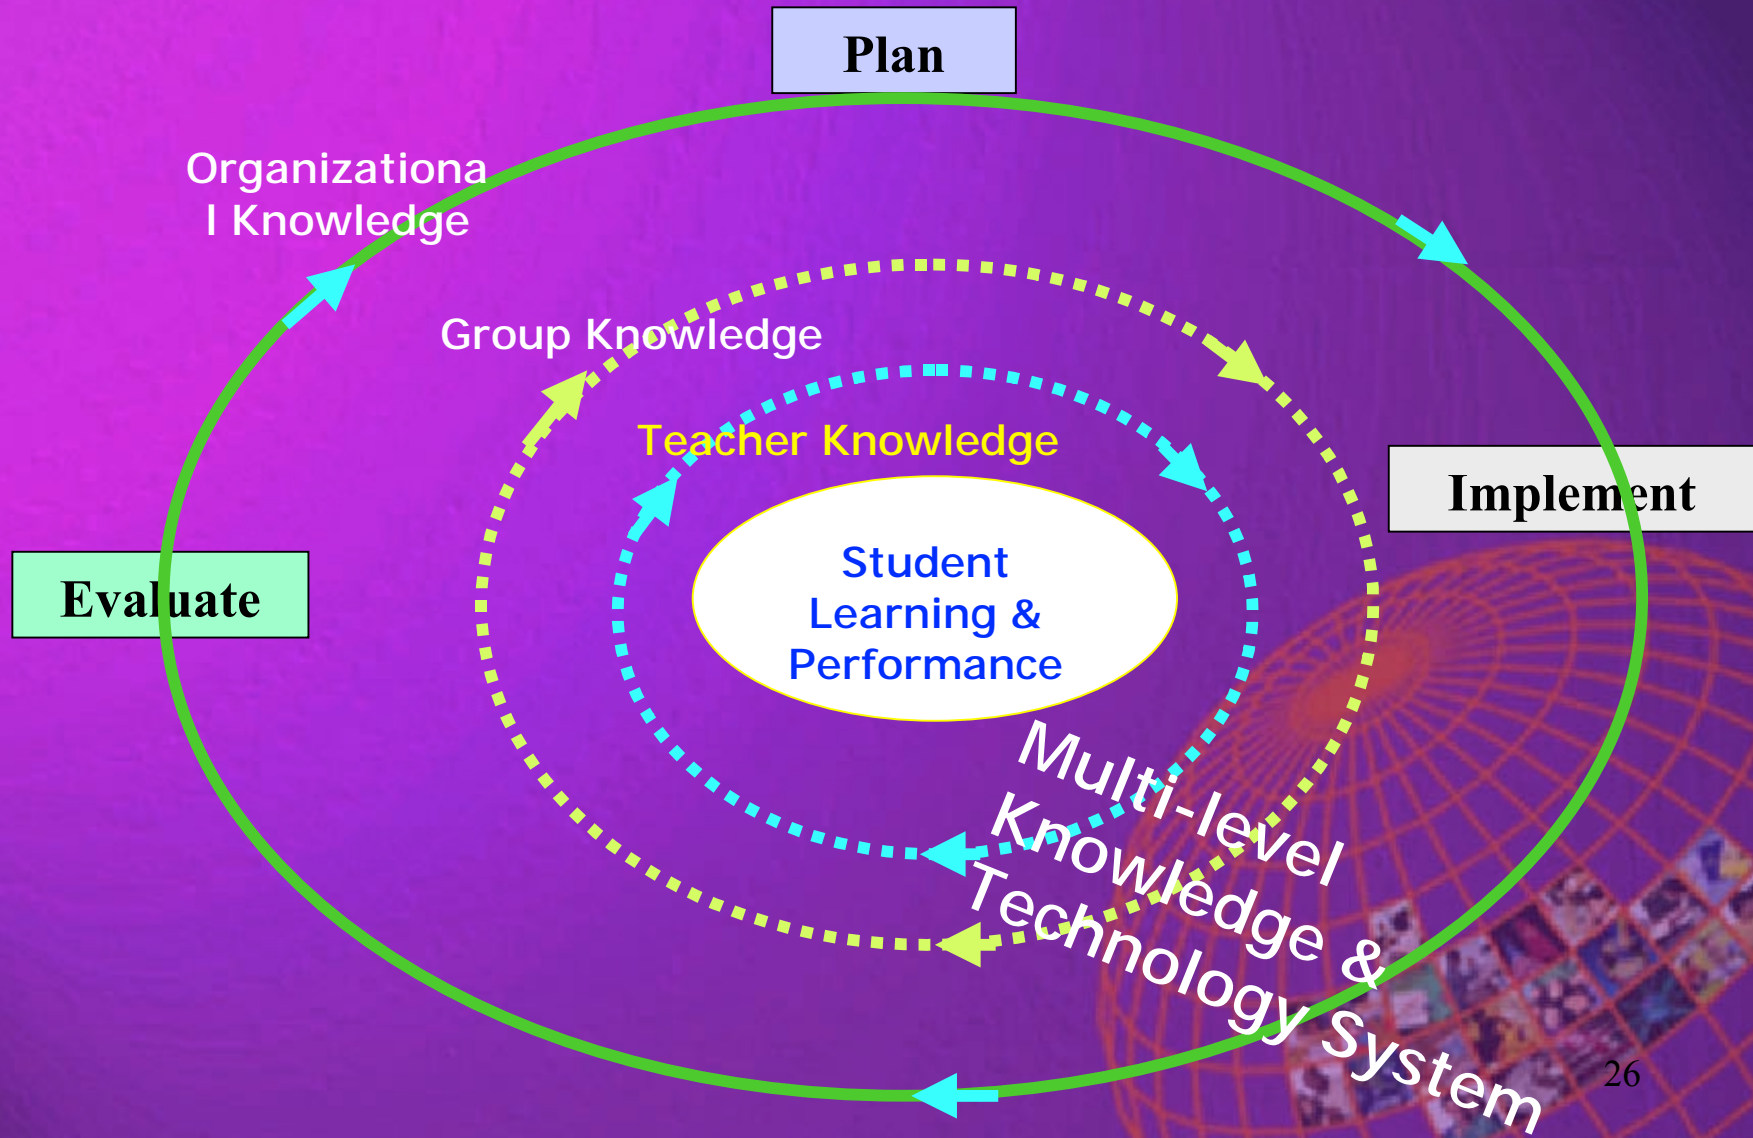 Plan
Organizationa
l Knowledge
Group Knowledge
Teacher Knowledge
Implement
Student
Learning &
Performance
Evaluate
Multi-level
Knowledge &
Technology System
26